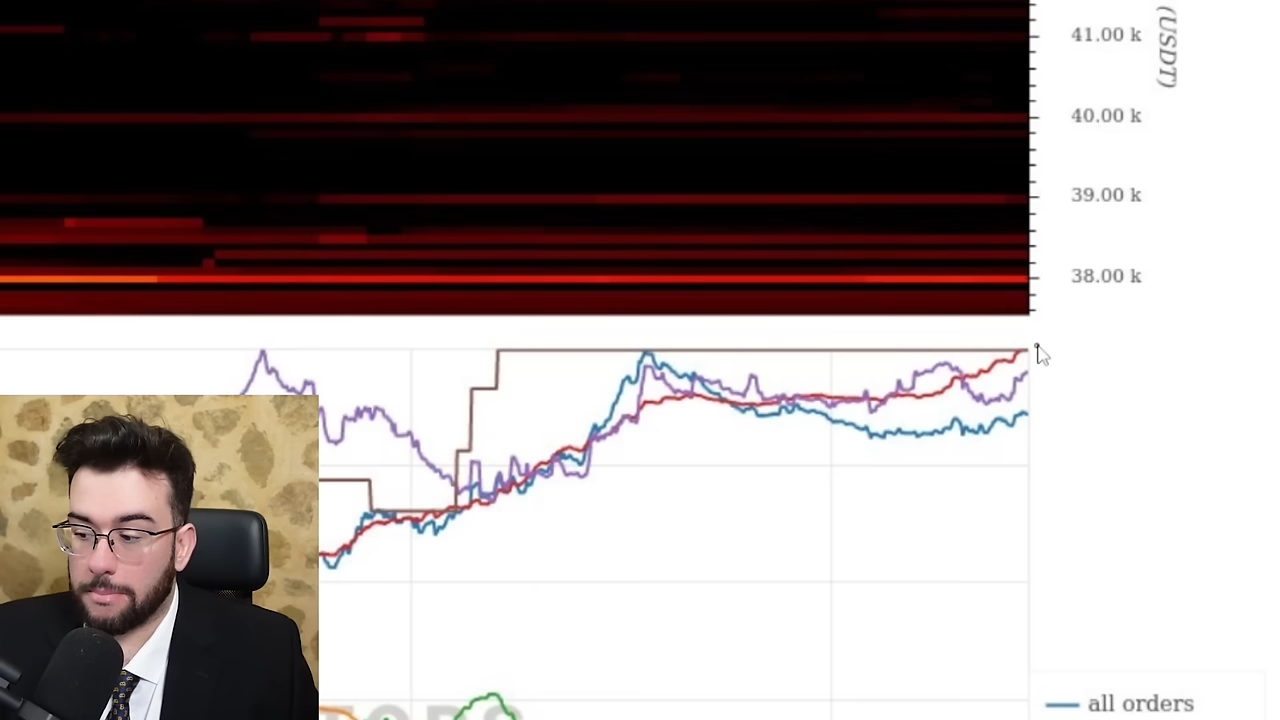 41.00 k
(USDT)
40.00 k
39.00 k
38.00 k
all orders